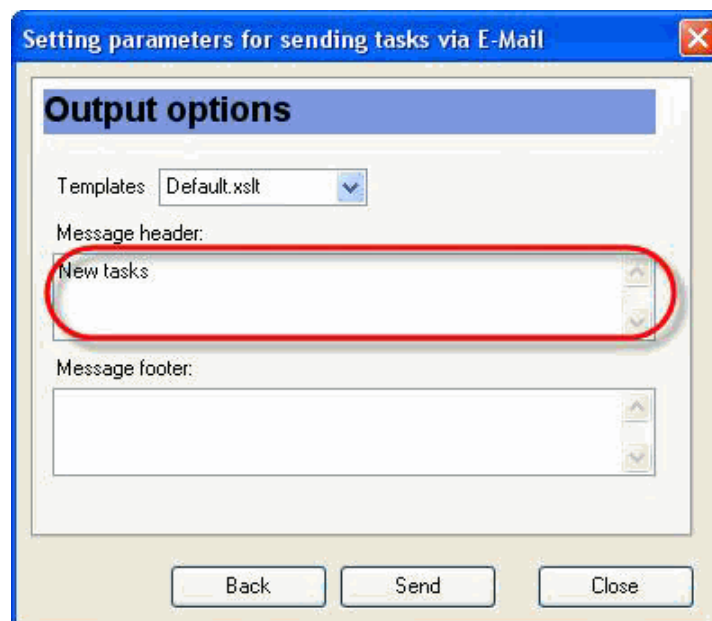 Setting parameters for sending tasks via E-Mail
Output options
Templates Default.xslt
Message header:
New tasks
Message footer:
Back Send Close